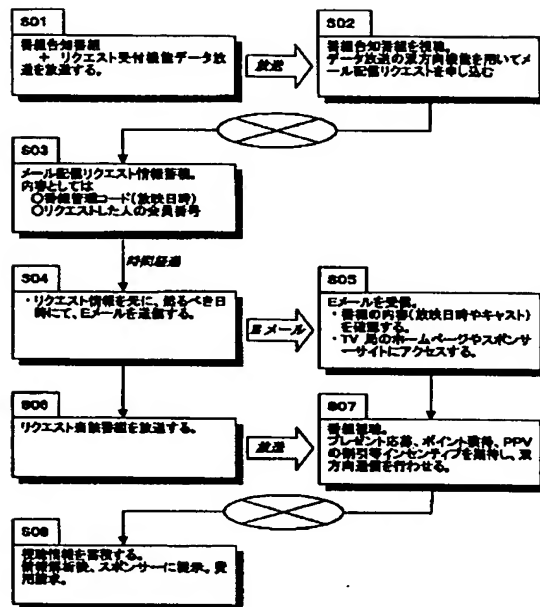 S01
番組告知番組
+ リクエスト受付機能データ放
送を放送する。
放送
S02
番組告知番組を視聴。
データ放送の双方向機能を用いてメ
ール配信リクエストを申し込む
S03
メール配信リクエスト情報蓄積。
内容としては
○番組管理コード(放映日時)
○リクエストした人の会員番号
時間経過
S04
・リクエスト情報を元に、然るべき日
時にて、Eメールを送信する。
Eメール
S05
Eメールを受信。
・番組の内容(放映日時やキャスト)
を確認する。
・TV 局のホームページやスポンサ
ーサイトにアクセスする。
S06
リクエスト当該番組を放送する。
放送
S07
番組視聴。
プレゼント応募、ポイント獲得、PPV
の割引等インセンティブを期待し、双
方向通信を行わせる。
S08
視聴情報を蓄積する。
情報解析後、スポンサーに提示。費
用請求。